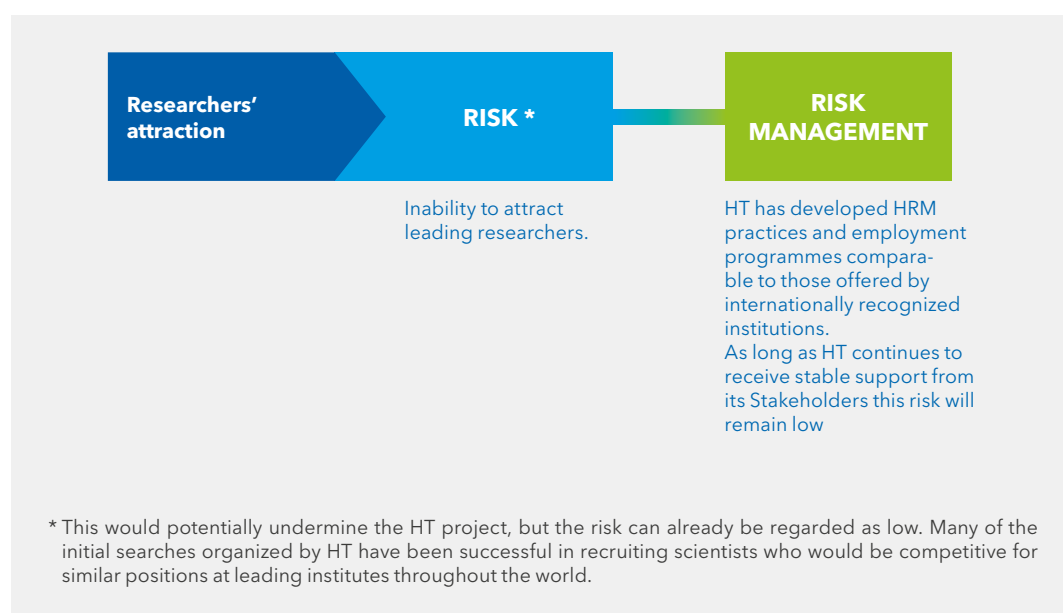 Researchers’
attraction
RISK *
RISK
MANAGEMENT
Inability to attract
leading researchers.
HT has developed HRM
practices and employment
programmes compara-
ble to those offered by
internationally recognized
institutions.
As long as HT continues to
receive stable support from
its Stakeholders this risk will
remain low
* This would potentially undermine the HT project, but the risk can already be regarded as low. Many of the
initial searches organized by HT have been successful in recruiting scientists who would be competitive for
similar positions at leading institutes throughout the world.